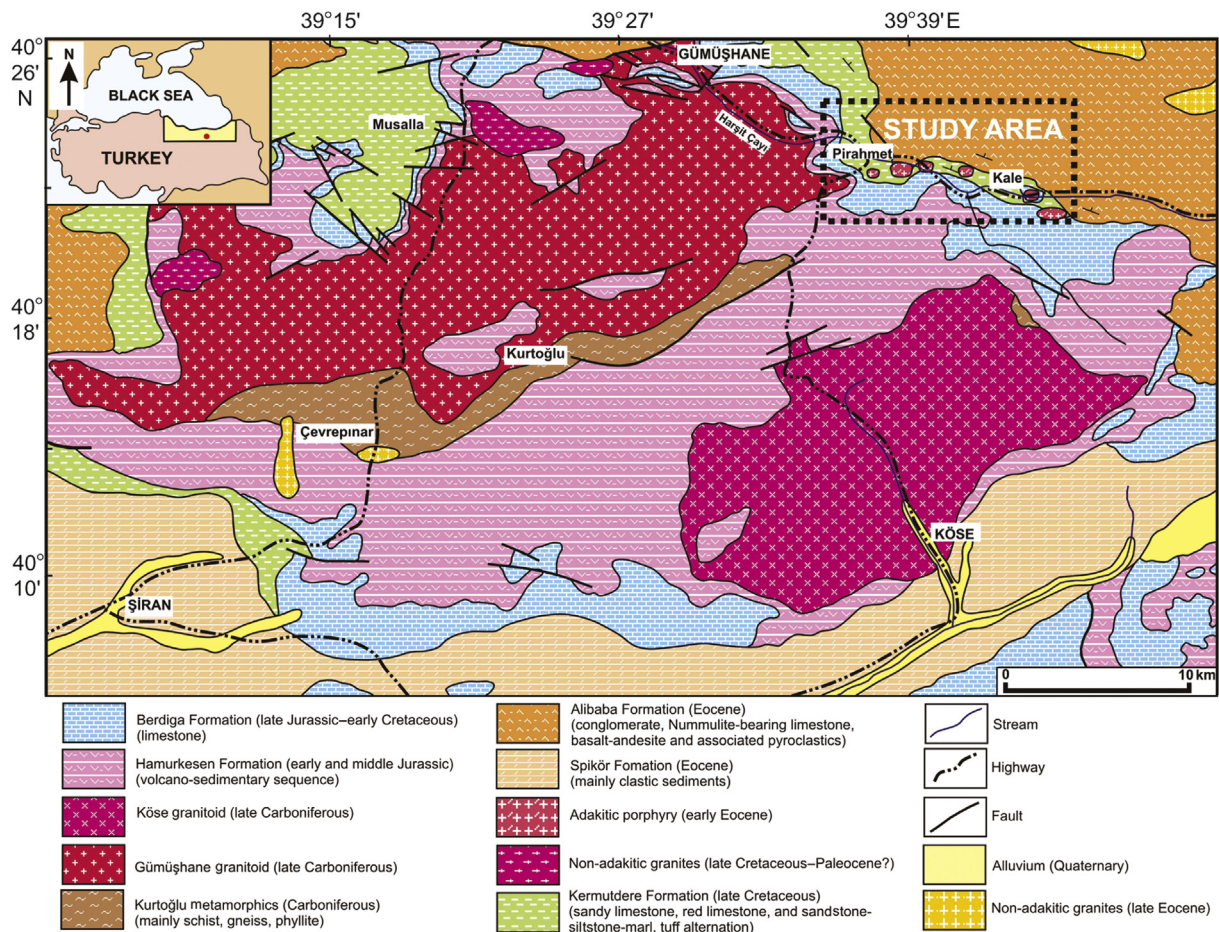 39°15'
39°27'
39°39'E
40°
26'
N
40°
18'
40°
10'
N
BLACK SEA
TURKEY
GÜMÜŞHANE
Musalla
Harşit Çayı
STUDY AREA
Pirahmet
Kale
Kurtoğlu
Çevrepınar
KÖSE
ŞİRAN
0 10 km
Berdiga Formation (late Jurassic–early Cretaceous)
(limestone)
Hamurkesen Formation (early and middle Jurassic)
(volcano-sedimentary sequence)
Köse granitoid (late Carboniferous)
Gümüşhane granitoid (late Carboniferous)
Kurtoğlu metamorphics (Carboniferous)
(mainly schist, gneiss, phyllite)
Alibaba Formation (Eocene)
(conglomerate, Nummulite-bearing limestone,
basalt-andesite and associated pyroclastics)
Spikör Fomation (Eocene)
(mainly clastic sediments)
Adakitic porphyry (early Eocene)
Non-adakitic granites (late Cretaceous–Paleocene?)
Kermutdere Formation (late Cretaceous)
(sandy limestone, red limestone, and sandstone-
siltstone-marl, tuff alternation)
Stream
Highway
Fault
Alluvium (Quaternary)
Non-adakitic granites (late Eocene)